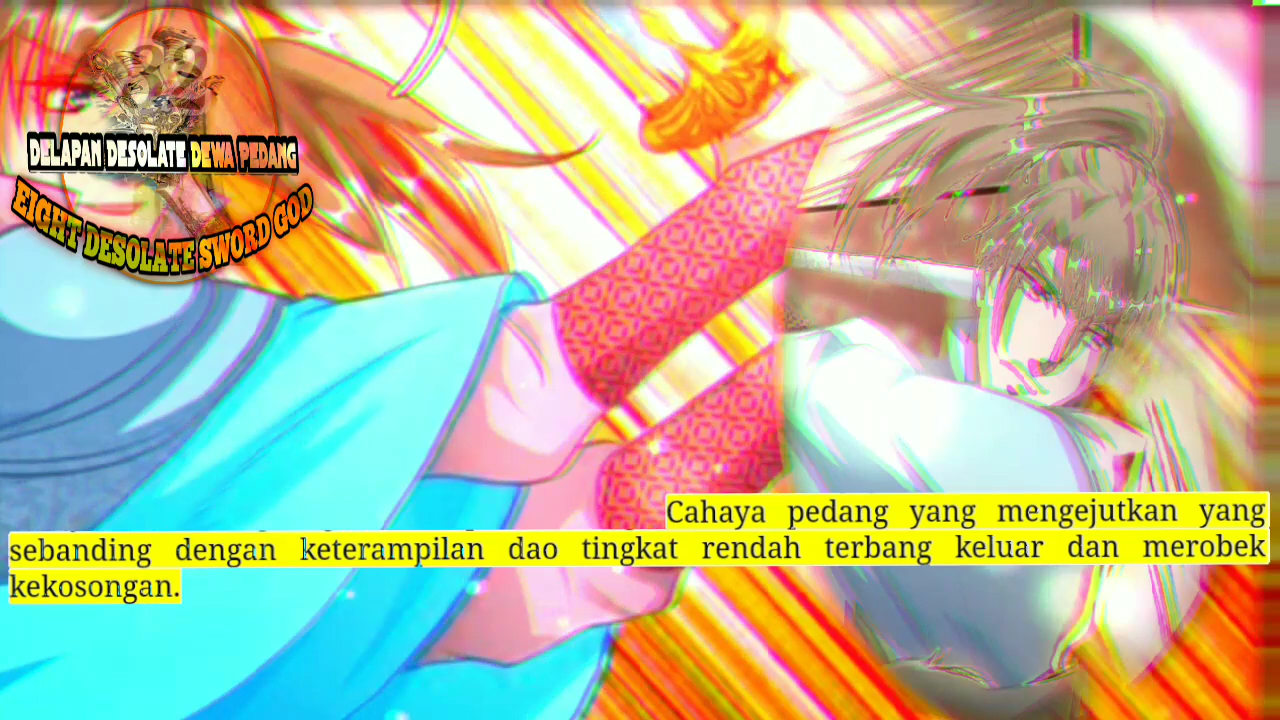 DELAPAN DESOLATE DEWA PEDANG
EIGHT DESOLATE SWORD GOD
Cahaya pedang yang mengejutkan yang
sebanding dengan keterampilan dao tingkat rendah terbang keluar dan merobek
kekosongan.